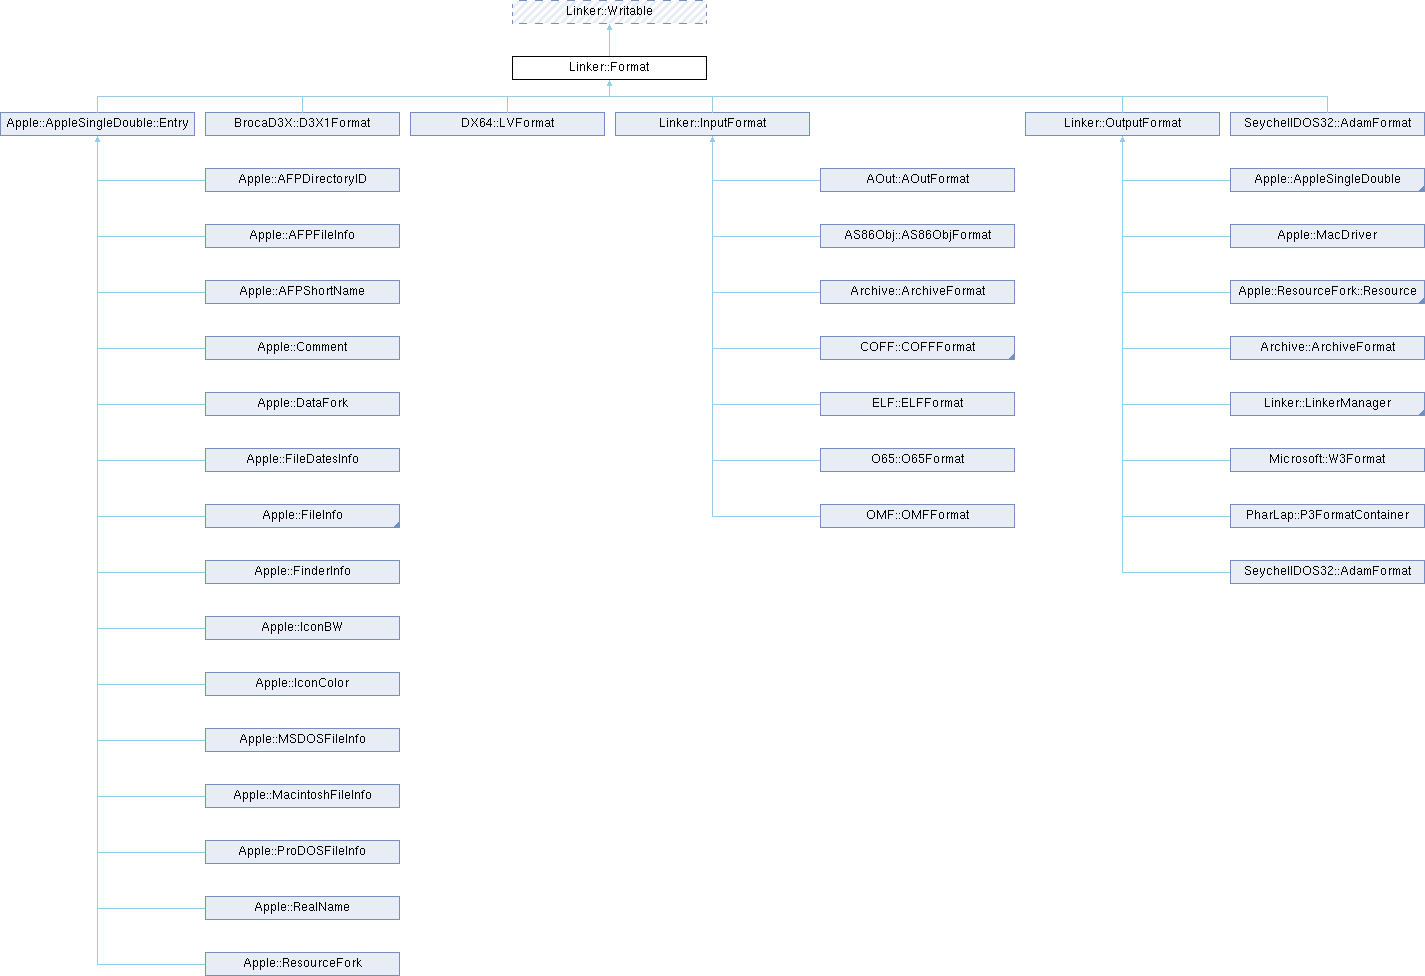 Linker::Writable
Linker::Format
Apple::AppleSingleDouble::Entry
BrocaD3X::D3X1Format
DX64::LVFormat
Linker::InputFormat
Linker::OutputFormat
SeychellDOS32::AdamFormat
Apple::AFPDirectoryID
AOut::AOutFormat
Apple::AppleSingleDouble
Apple::AFPFileInfo
AS86Obj::AS86ObjFormat
Apple::MacDriver
Apple::AFPShortName
Archive::ArchiveFormat
Apple::ResourceFork::Resource
Apple::Comment
COFF::COFFFormat
Archive::ArchiveFormat
Apple::DataFork
ELF::ELFFormat
Linker::LinkerManager
Apple::FileDatesInfo
O65::O65Format
Microsoft::W3Format
Apple::FileInfo
OMF::OMFFormat
PharLap::P3FormatContainer
Apple::FinderInfo
SeychellDOS32::AdamFormat
Apple::IconBW
Apple::IconColor
Apple::MSDOSFileInfo
Apple::MacintoshFileInfo
Apple::ProDOSFileInfo
Apple::RealName
Apple::ResourceFork